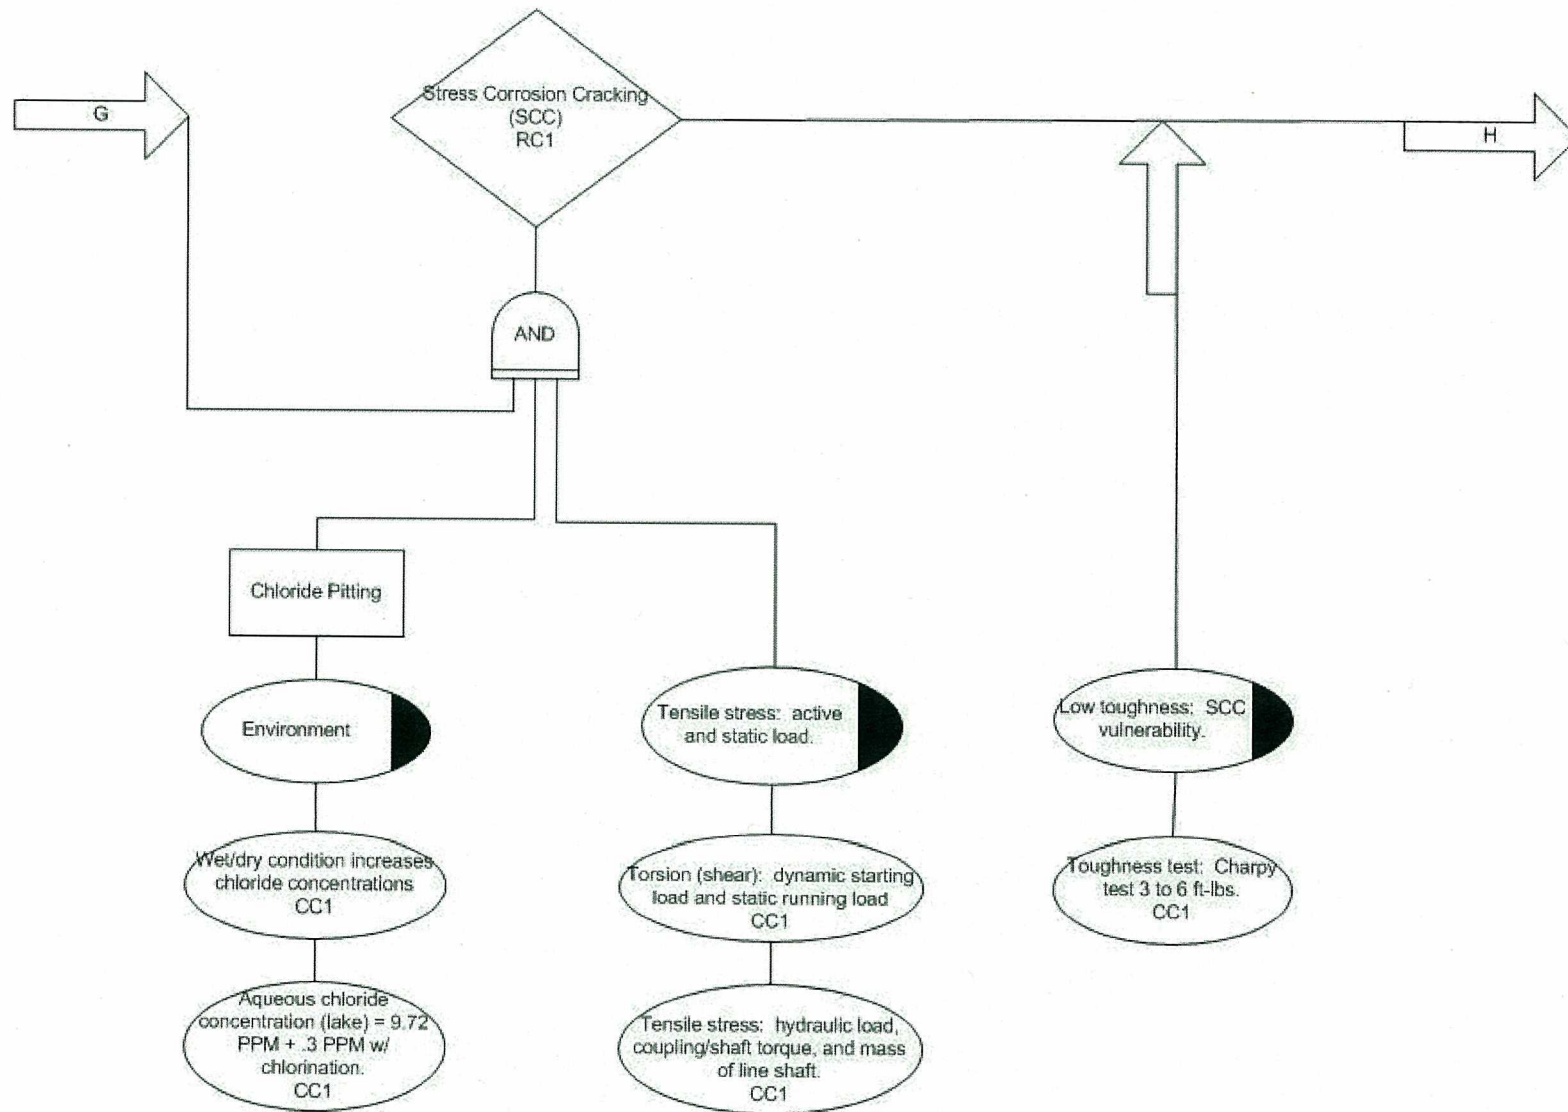 G
Stress Corrosion Cracking
(SCC)
RC1
H
AND
Chloride Pitting
Environment
Tensile stress: active
and static load.
Low toughness: SCC
vulnerability.
Wet/dry condition increases
chloride concentrations
CC1
Torsion (shear): dynamic starting
load and static running load
CC1
Toughness test: Charpy
test 3 to 6 ft-lbs.
CC1
Aqueous chloride
concentration (lake) = 9.72
PPM + .3 PPM w/
chlorination.
CC1
Tensile stress: hydraulic load,
coupling/shaft torque, and mass
of line shaft.
CC1